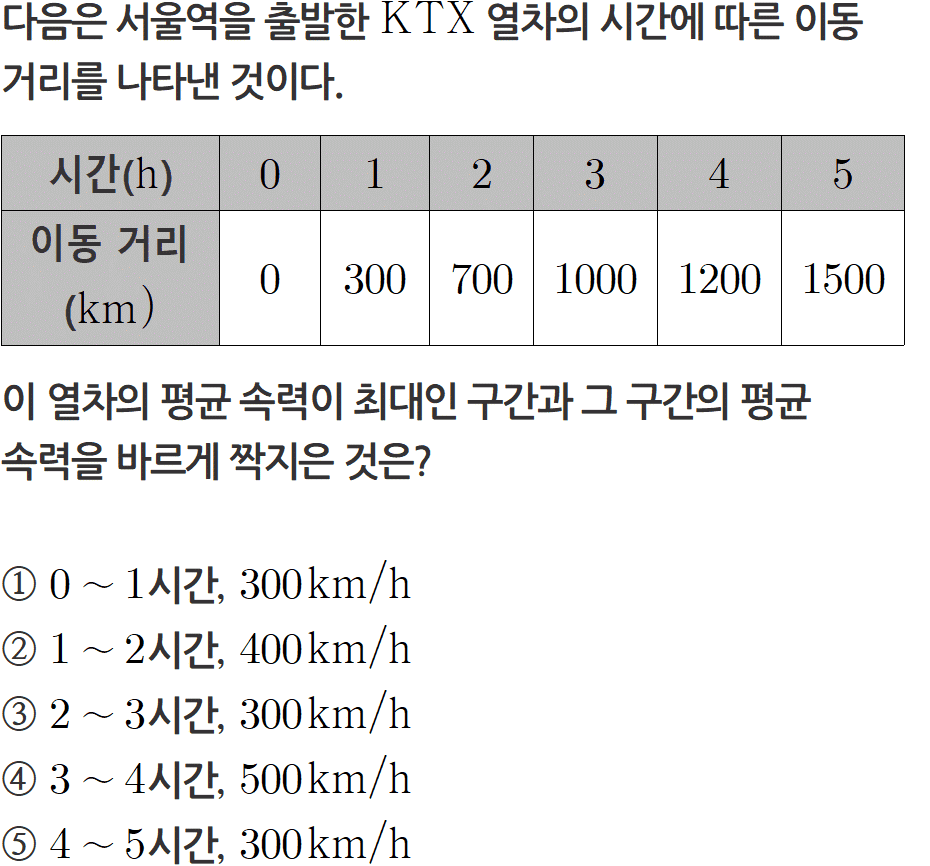 다음은 서울역을 출발한 KTX 열차의 시간에 따른 이동
거리를 나타낸 것이다.
시간(h) 0 1 2 3 4 5
이동 거리
(km) 0 300 700 1000 1200 1500
이 열차의 평균 속력이 최대인 구간과 그 구간의 평균
속력을 바르게 짝지은 것은?
① 0 ~ 1시간, 300km/h
② 1 ~ 2시간, 400km/h
③ 2 ~ 3시간, 300km/h
④ 3 ~ 4시간, 500km/h
⑤ 4 ~ 5시간, 300km/h